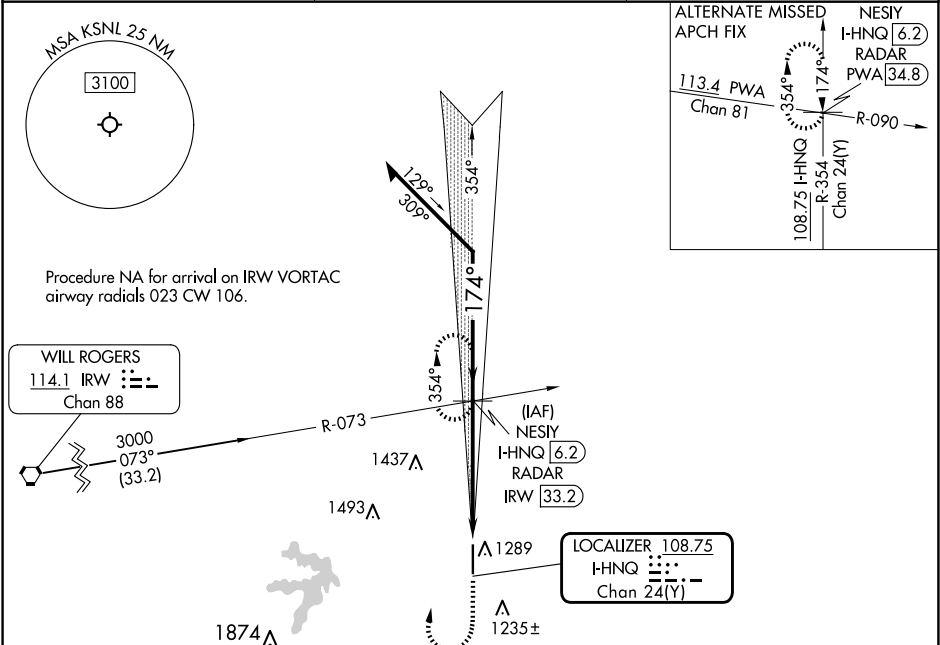 MSA KSNL 25 NM
3100
ALTERNATE MISSED
APCH FIX
NESIY
I-HNQ 6.2
RADAR
PWA 34.8
113.4 PWA
Chan 81
354°
174°
R-090
108.75 I-HNQ
R-354
Chan 24(Y)
129°
309°
354°
174°
Procedure NA for arrival on IRW VORTAC
airway radials 023 CW 106.
WILL ROGERS
114.1 IRW
Chan 88
3000
073°
(33.2)
R-073
354°
(IAF)
NESIY
I-HNQ 6.2
RADAR
IRW 33.2
1437
1493
1289
LOCALIZER 108.75
I-HNQ
Chan 24(Y)
1235±
1874